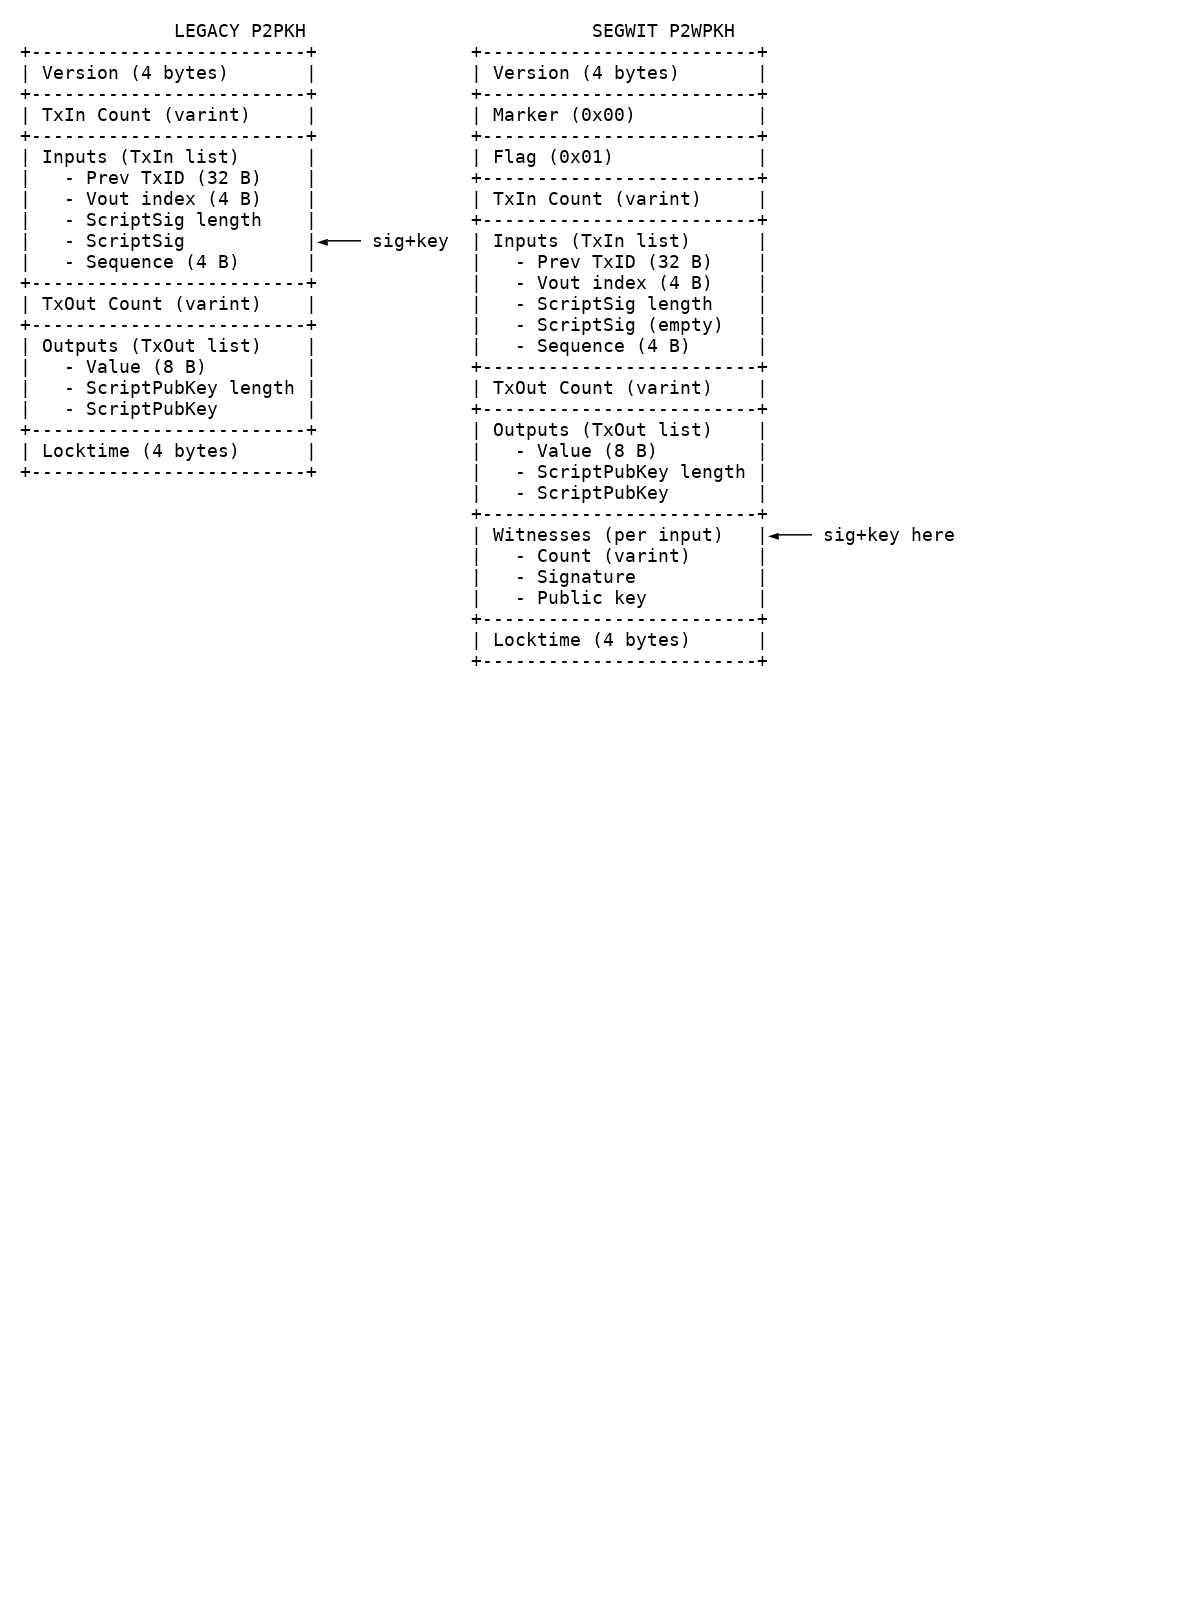 LEGACY P2PKH                          SEGWIT P2WPKH
+-------------------------+              +-------------------------+
| Version (4 bytes)       |              | Version (4 bytes)       |
+-------------------------+              +-------------------------+
| TxIn Count (varint)     |              | Marker (0x00)           |
+-------------------------+              +-------------------------+
| Inputs (TxIn list)      |              | Flag (0x01)             |
|   - Prev TxID (32 B)    |              +-------------------------+
|   - Vout index (4 B)    |              | TxIn Count (varint)     |
|   - ScriptSig length    |              +-------------------------+
|   - ScriptSig           |◄─── sig+key  | Inputs (TxIn list)      |
|   - Sequence (4 B)      |              |   - Prev TxID (32 B)    |
+-------------------------+              |   - Vout index (4 B)    |
| TxOut Count (varint)    |              |   - ScriptSig length    |
+-------------------------+              |   - ScriptSig (empty)   |
| Outputs (TxOut list)    |              |   - Sequence (4 B)      |
|   - Value (8 B)         |              +-------------------------+
|   - ScriptPubKey length |              | TxOut Count (varint)    |
|   - ScriptPubKey        |              +-------------------------+
+-------------------------+              | Outputs (TxOut list)    |
| Locktime (4 bytes)      |              |   - Value (8 B)         |
+-------------------------+              |   - ScriptPubKey length |
                                         |   - ScriptPubKey        |
                                         +-------------------------+
                                         | Witnesses (per input)   |◄─── sig+key here
                                         |   - Count (varint)      |
                                         |   - Signature           |
                                         |   - Public key          |
                                         +-------------------------+
                                         | Locktime (4 bytes)      |
                                         +-------------------------+